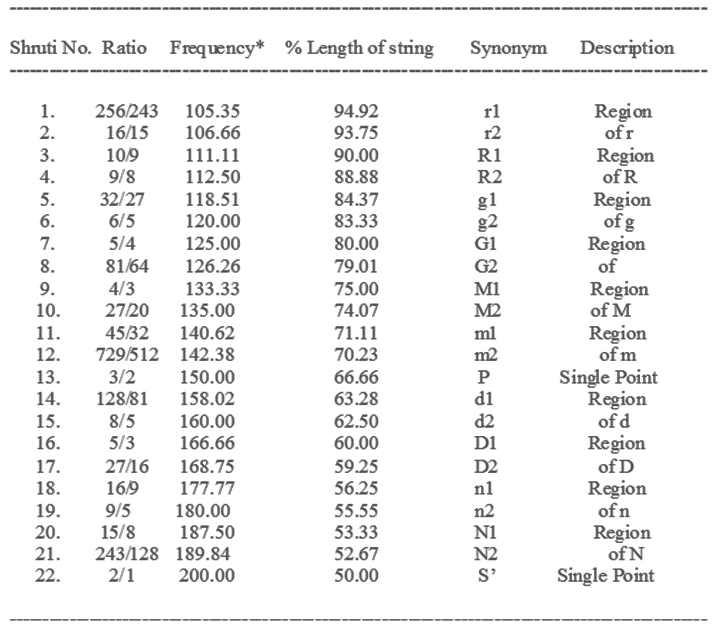 Shruti No. Ratio Frequency* % Length of string Synonym Description
1. 256/243 105.35 94.92 r1 Region
2. 16/15 106.66 93.75 r2 of r
3. 10/9 111.11 90.00 R1 Region
4. 9/8 112.50 88.88 R2 of R
5. 32/27 118.51 84.37 g1 Region
6. 6/5 120.00 83.33 g2 of g
7. 5/4 125.00 80.00 G1 Region
8. 81/64 126.26 79.01 G2 of
9. 4/3 133.33 75.00 M1 Region
10. 27/20 135.00 74.07 M2 of M
11. 45/32 140.62 71.11 m1 Region
12. 729/512 142.38 70.23 m2 of m
13. 3/2 150.00 66.66 P Single Point
14. 128/81 158.02 63.28 d1 Region
15. 8/5 160.00 62.50 d2 of d
16. 5/3 166.66 60.00 D1 Region
17. 27/16 168.75 59.25 D2 of D
18. 16/9 177.77 56.25 n1 Region
19. 9/5 180.00 55.55 n2 of n
20. 15/8 187.50 53.33 N1 Region
21. 243/128 189.84 52.67 N2 of N
22. 2/1 200.00 50.00 S’ Single Point